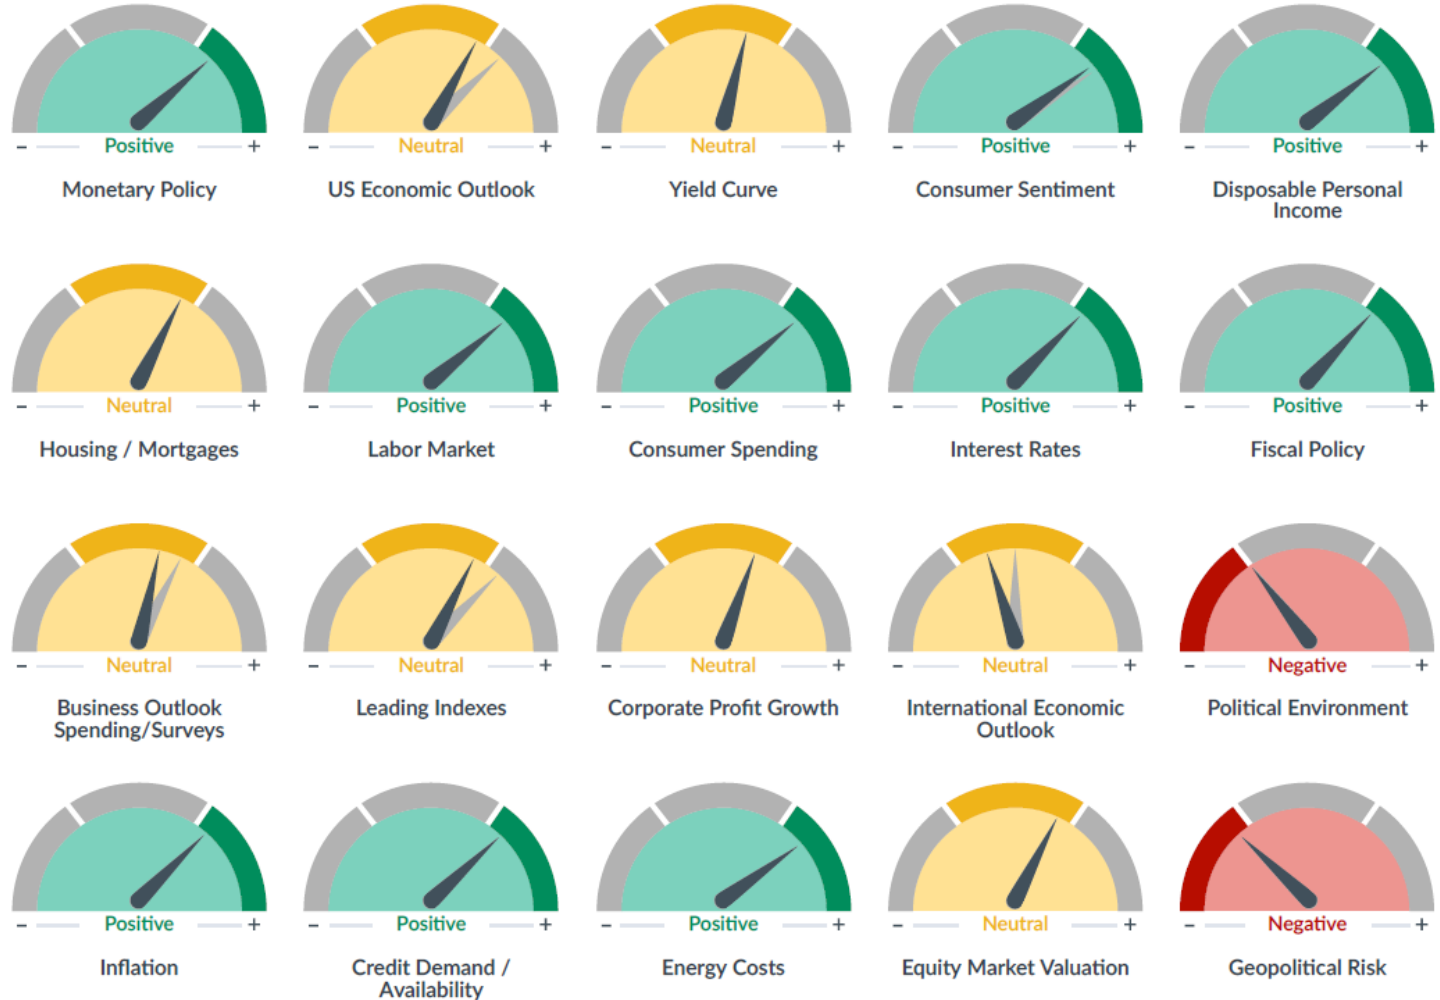 - Positive +
- Neutral +
- Neutral +
- Positive +
- Positive +
Monetary Policy
US Economic Outlook
Yield Curve
Consumer Sentiment
Disposable Personal
Income
- Neutral +
- Positive +
- Positive +
- Positive +
- Positive +
Housing / Mortgages
Labor Market
Consumer Spending
Interest Rates
Fiscal Policy
- Neutral +
- Neutral +
- Neutral +
- Neutral +
- Negative +
Business Outlook
Spending/Surveys
Leading Indexes
Corporate Profit Growth
International Economic
Outlook
Political Environment
- Positive +
- Positive +
- Positive +
- Neutral +
- Negative +
Inflation
Credit Demand /
Availability
Energy Costs
Equity Market Valuation
Geopolitical Risk